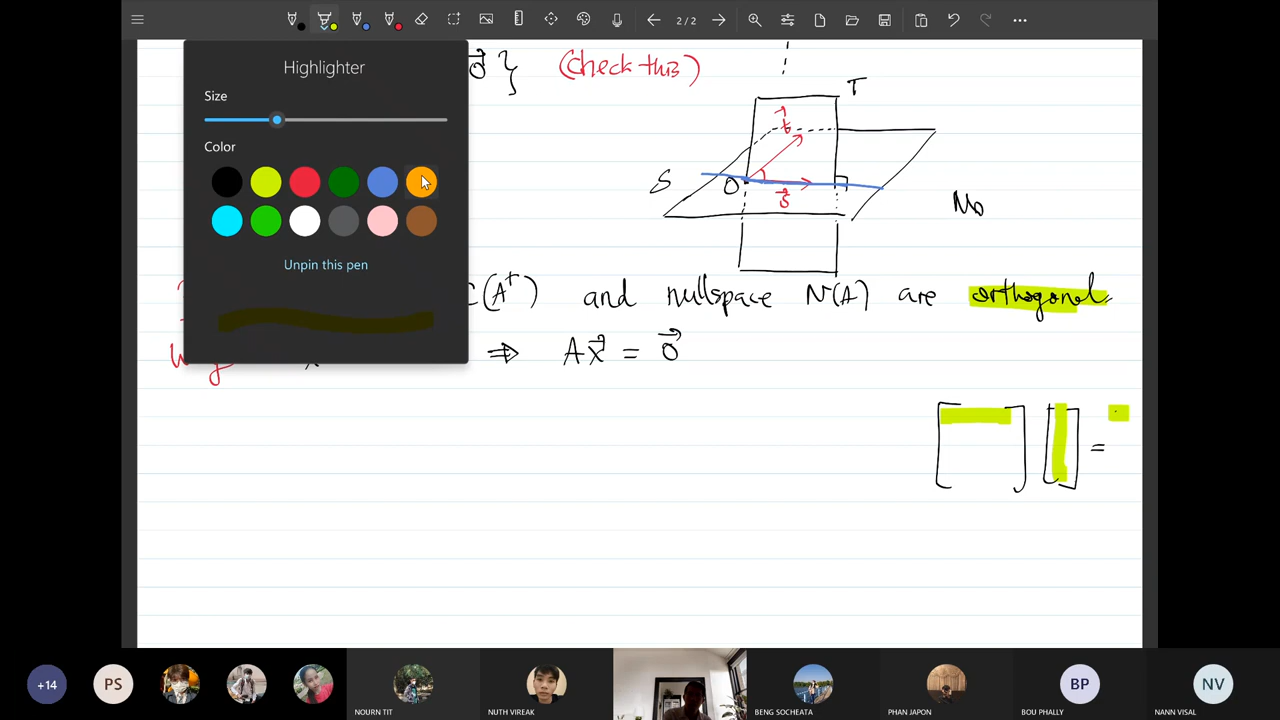 2 / 2
Highlighter
Size
Color
Unpin this pen
0⃗ } (check this)
T
t⃗
S
O
s⃗
No
C(Aᵀ) and nullspace N(A) are orthogonal.
⇒ Ax⃗ = 0⃗
[ ] [ ] =
+14
PS
NOURN TIT
NUTH VIREAK
BENG SOCHEATA
PHAN JAPON
BP
BOU PHALLY
NV
NANN VISAL